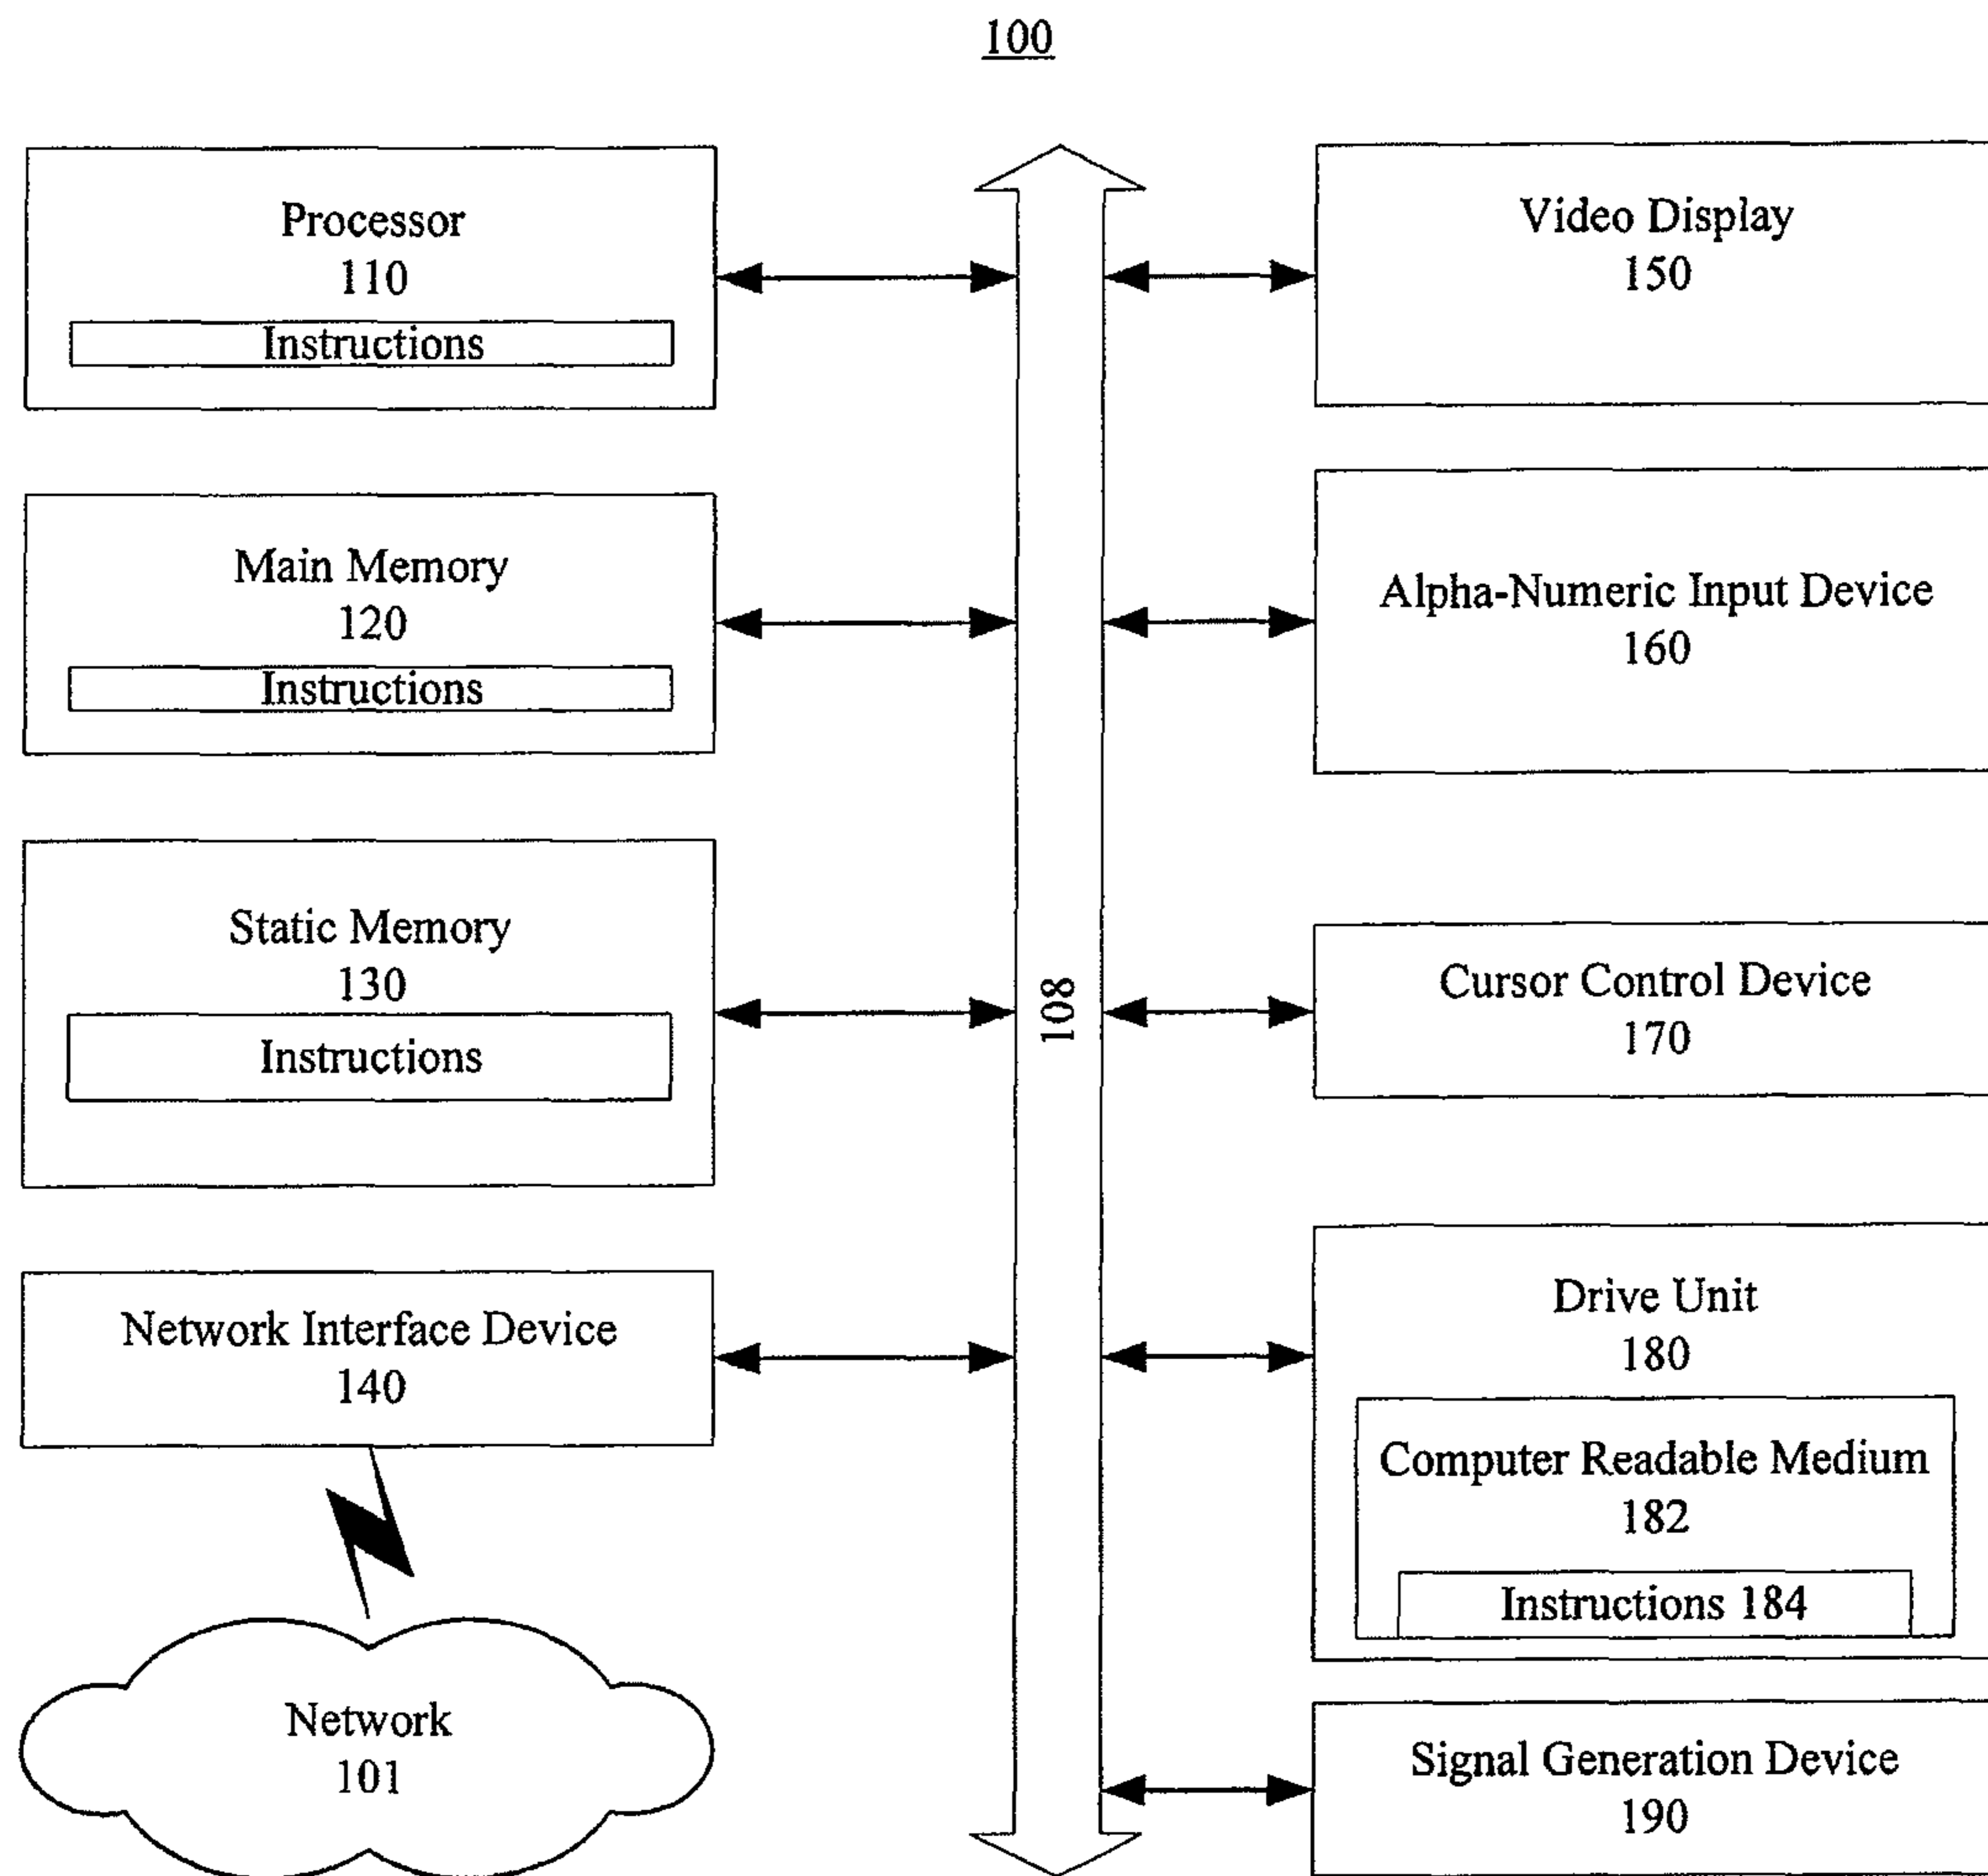 100
Processor
110
Instructions
Main Memory
120
Instructions
Static Memory
130
Instructions
Network Interface Device
140
Network
101
108
Video Display
150
Alpha-Numeric Input Device
160
Cursor Control Device
170
Drive Unit
180
Computer Readable Medium
182
Instructions 184
Signal Generation Device
190